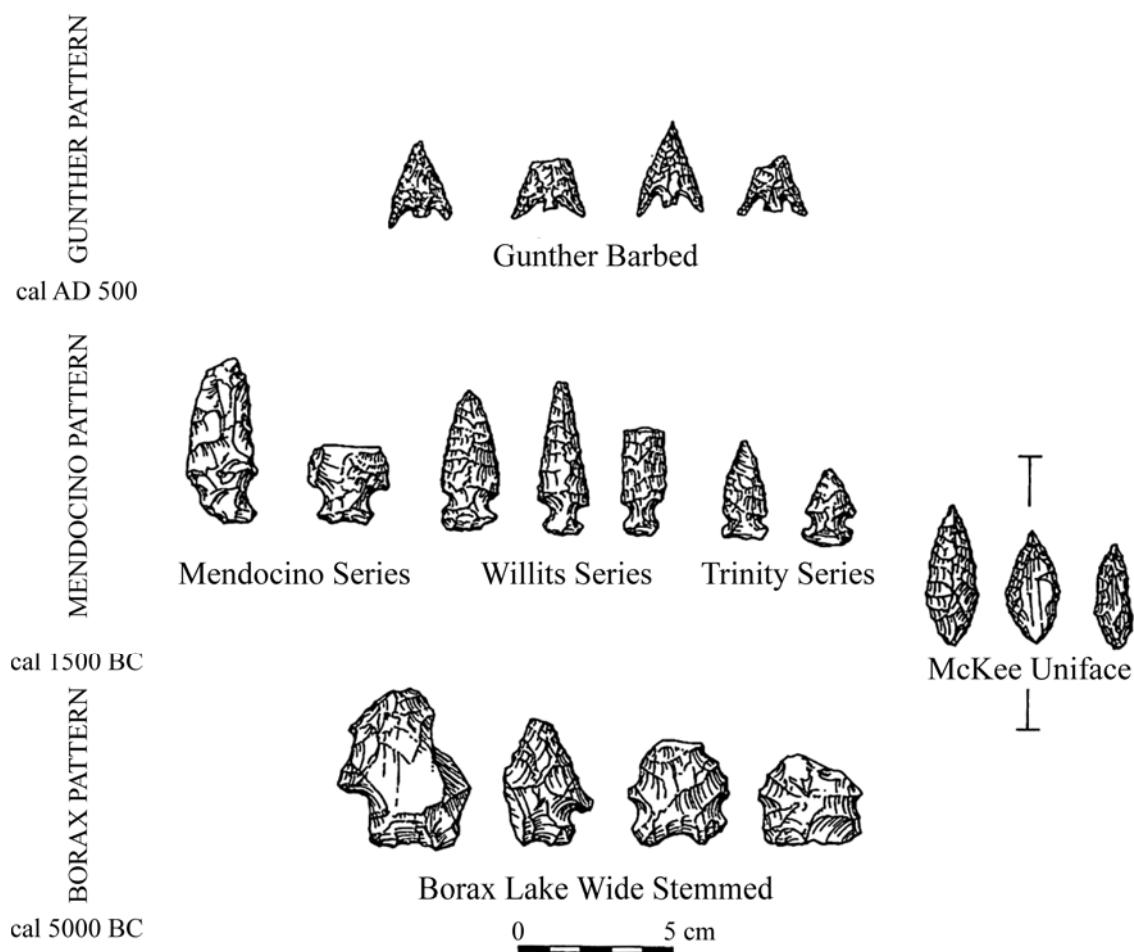 GUNTHER PATTERN
Gunther Barbed
cal AD 500
MENDOCINO PATTERN
Mendocino Series
Willits Series
Trinity Series
McKee Uniface
cal 1500 BC
BORAX PATTERN
Borax Lake Wide Stemmed
cal 5000 BC
0 5 cm